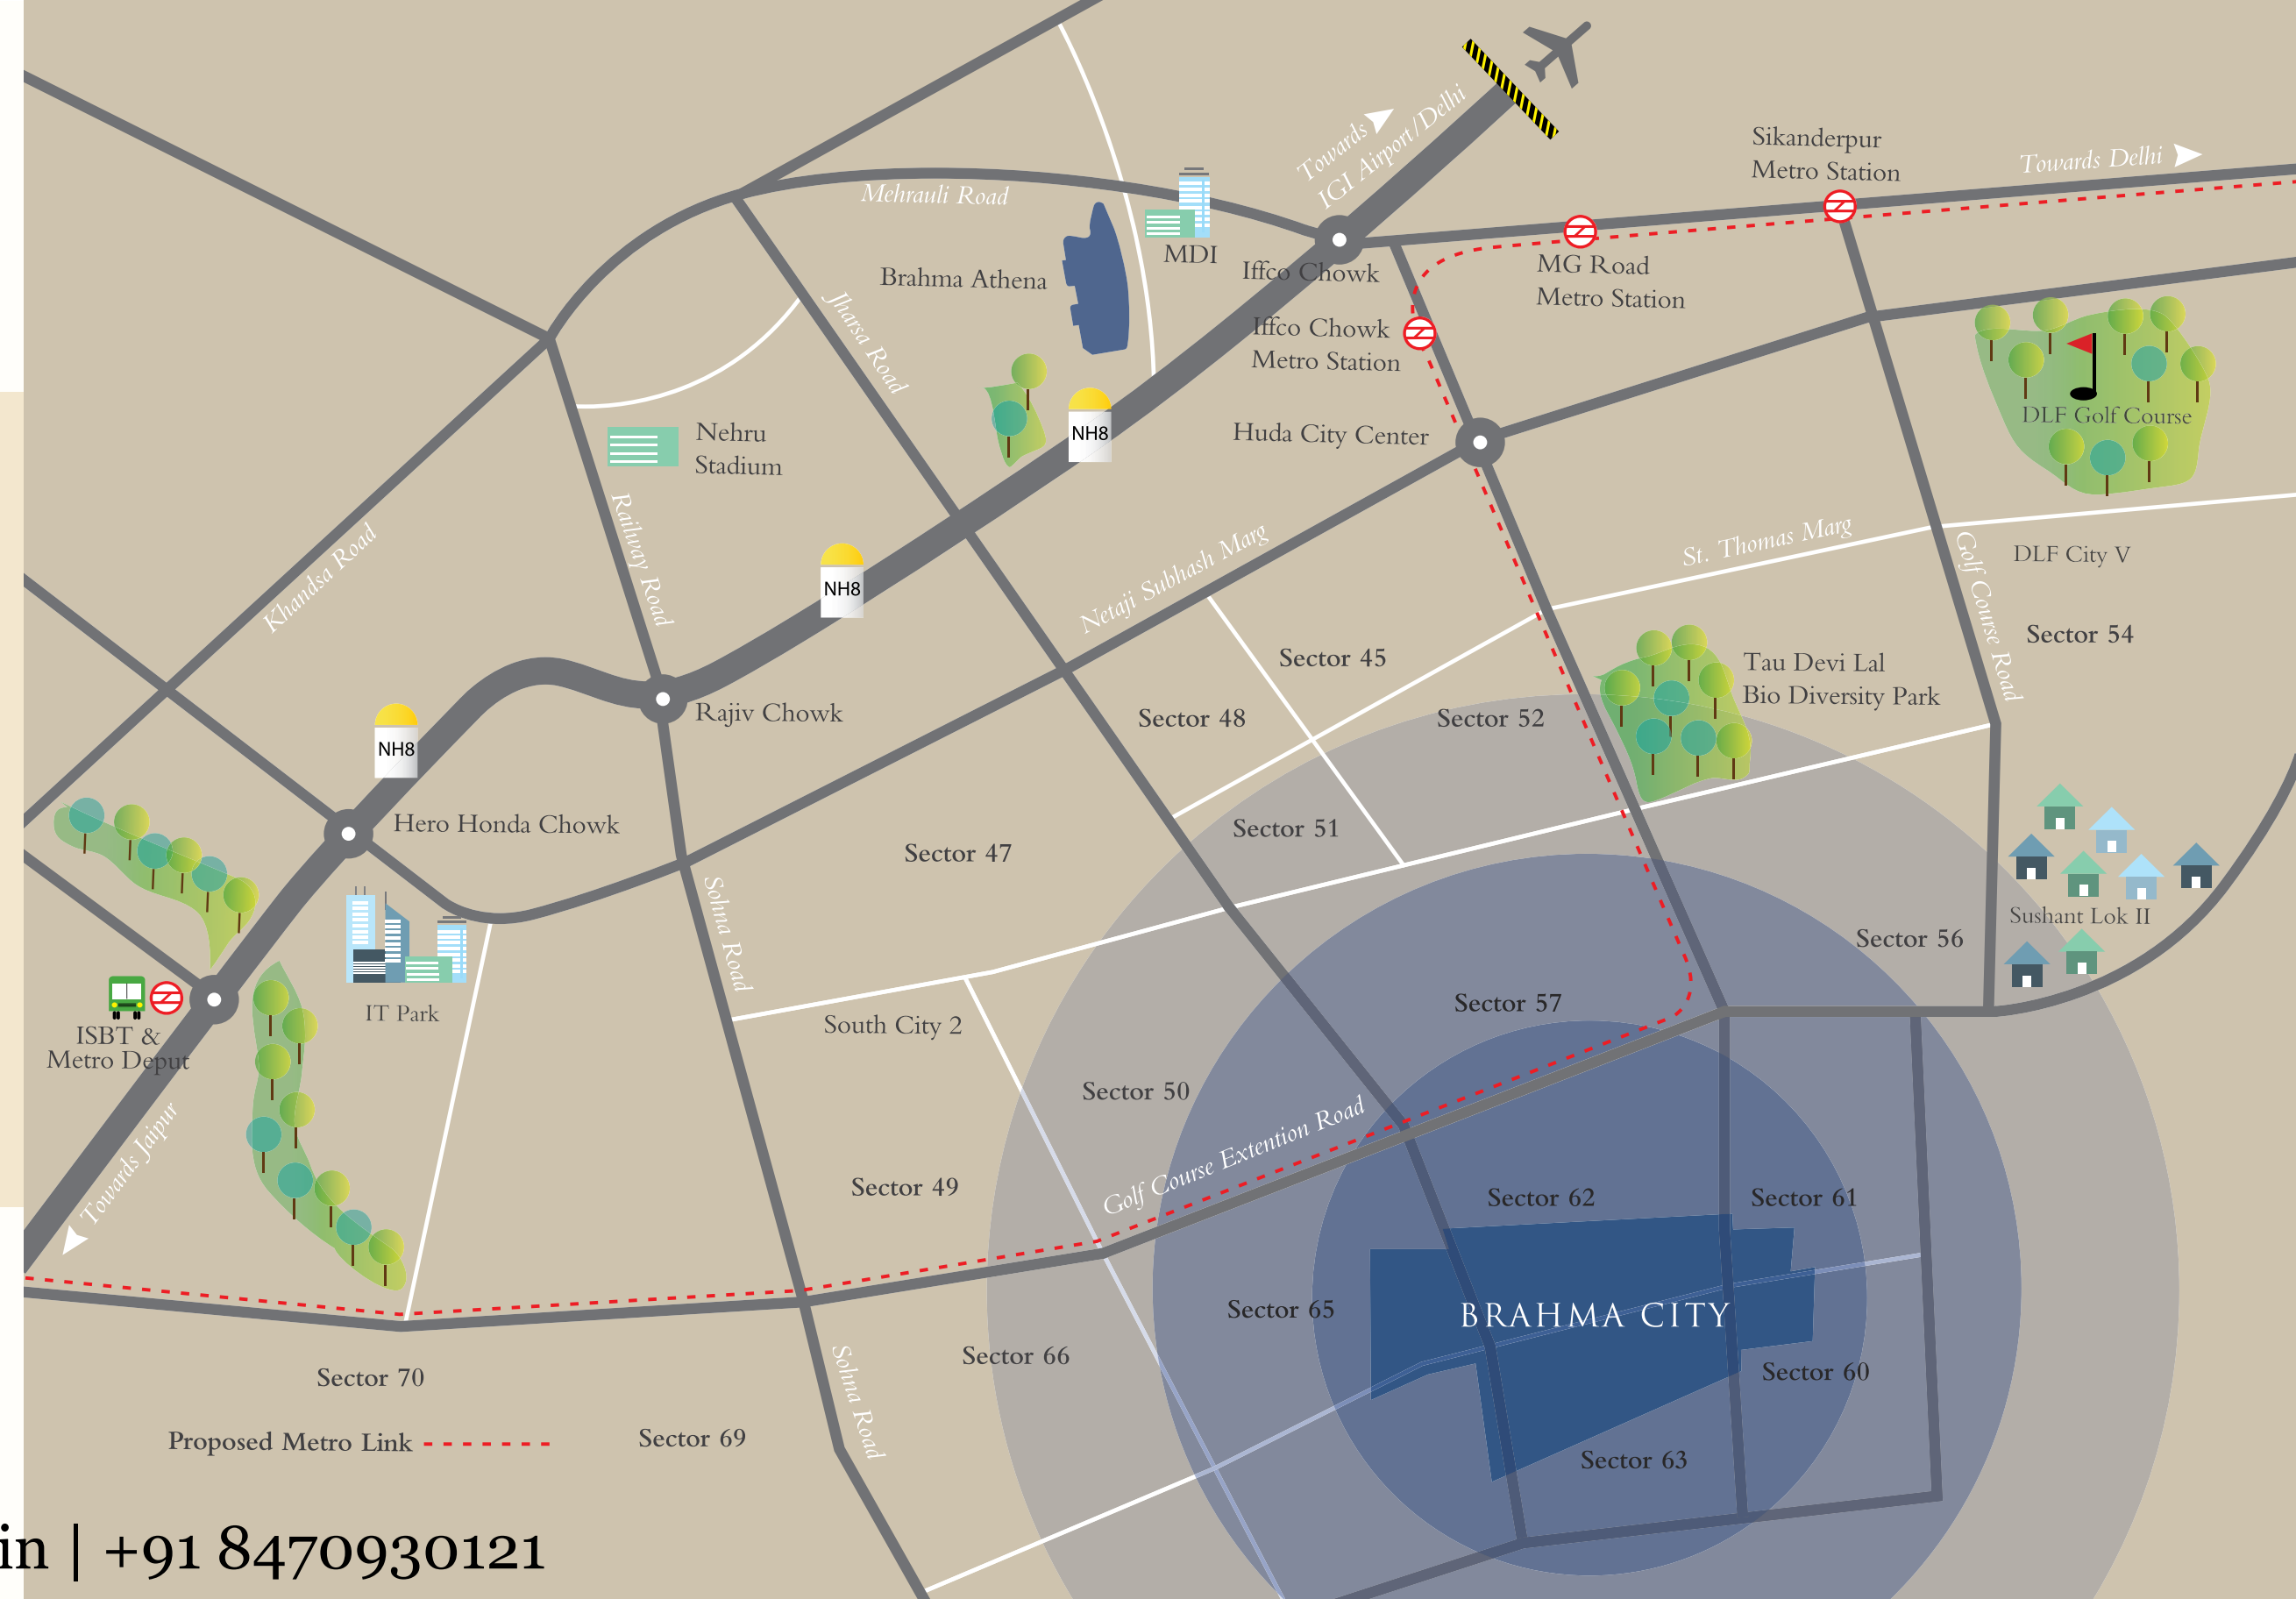 Sikanderpur
Metro Station
Towards Delhi
Towards
IGI Airport/Delhi
Mehrauli Road
MDI
Brahma Athena
Iffco Chowk
MG Road
Metro Station
Iffco Chowk
Metro Station
Jharsa Road
DLF Golf Course
Nehru
Stadium
NH8
Huda City Center
Railway Road
Khandsa Road
NH8
Netaji Subhash Marg
St. Thomas Marg
Golf Course Road
DLF City V
Sector 54
Sector 45
Tau Devi Lal
Bio Diversity Park
Rajiv Chowk
Sector 48
Sector 52
NH8
Hero Honda Chowk
Sector 51
Sector 47
Sohna Road
Sushant Lok II
Sector 56
IT Park
Sector 57
South City 2
ISBT &
Metro Deput
Sector 50
Towards Jaipur
Golf Course Extention Road
Sector 49
Sector 62
Sector 61
Sector 65
BRAHMA CITY
Sector 66
Sector 60
Sector 70
Sohna Road
Proposed Metro Link
Sector 69
Sector 63
in | +91 8470930121